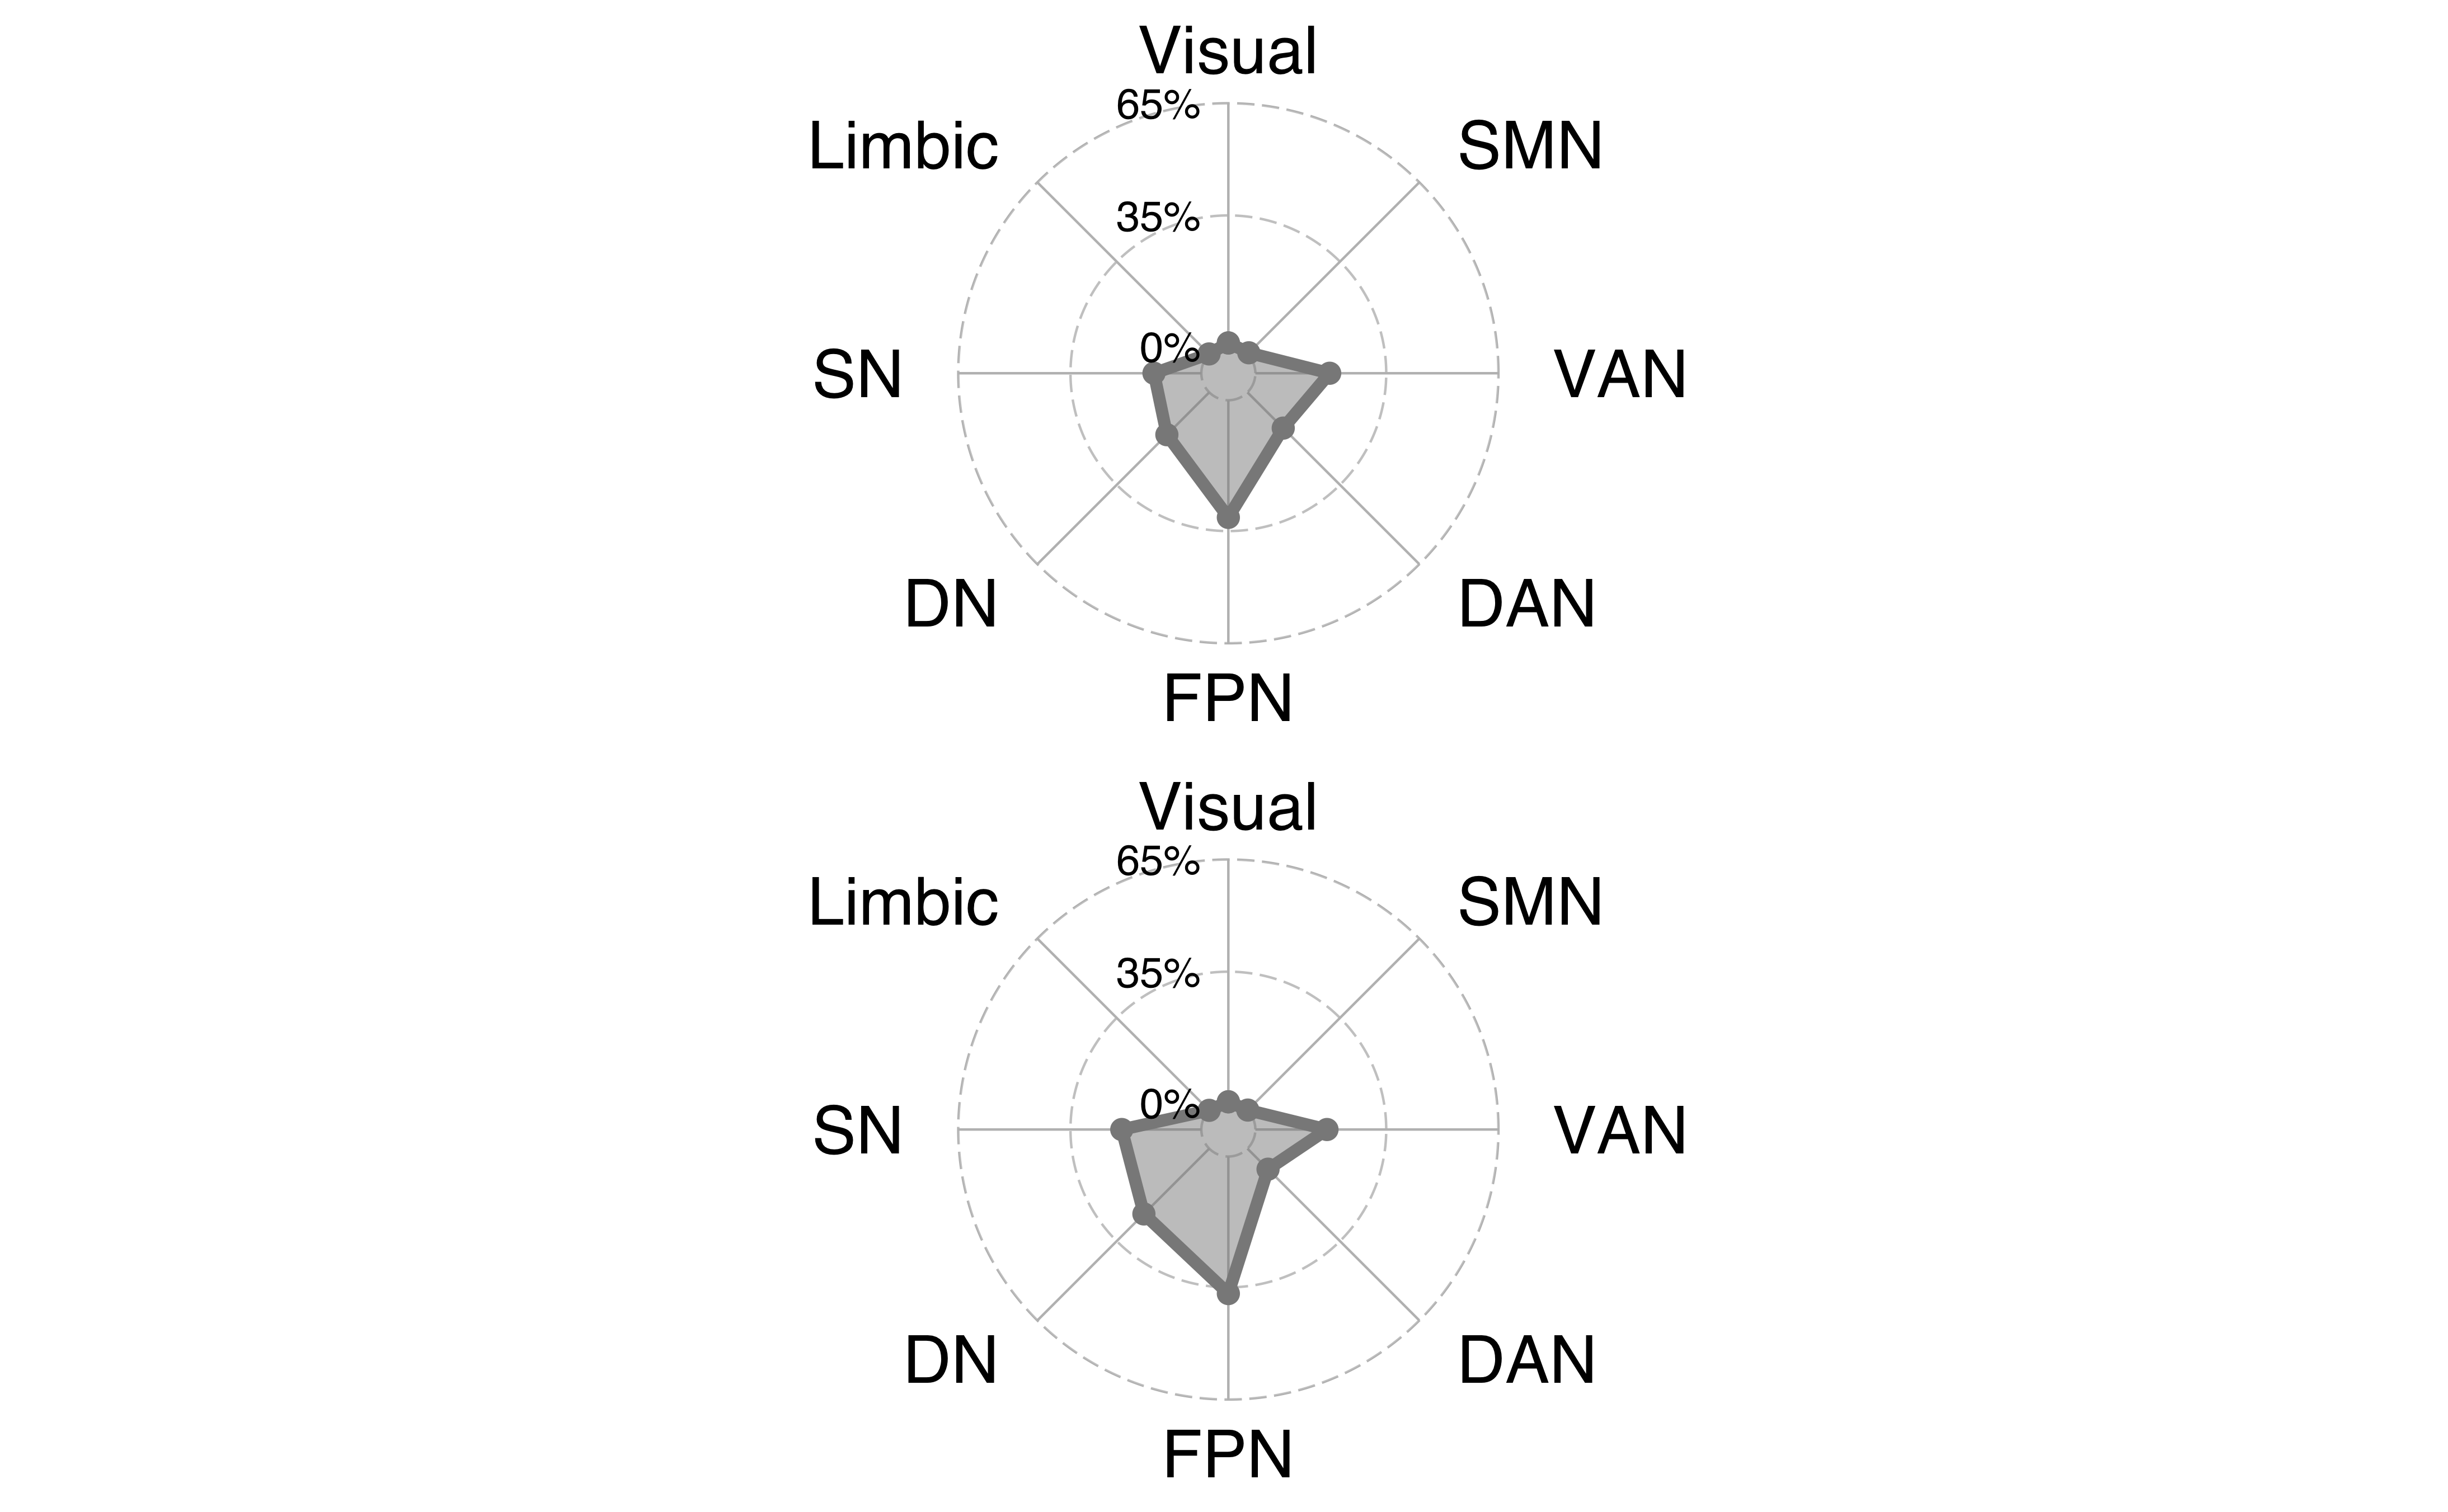 Visual
65%
Limbic
SMN
35%
0%
SN
VAN
DN
DAN
FPN
Visual
65%
Limbic
SMN
35%
0%
SN
VAN
DN
DAN
FPN